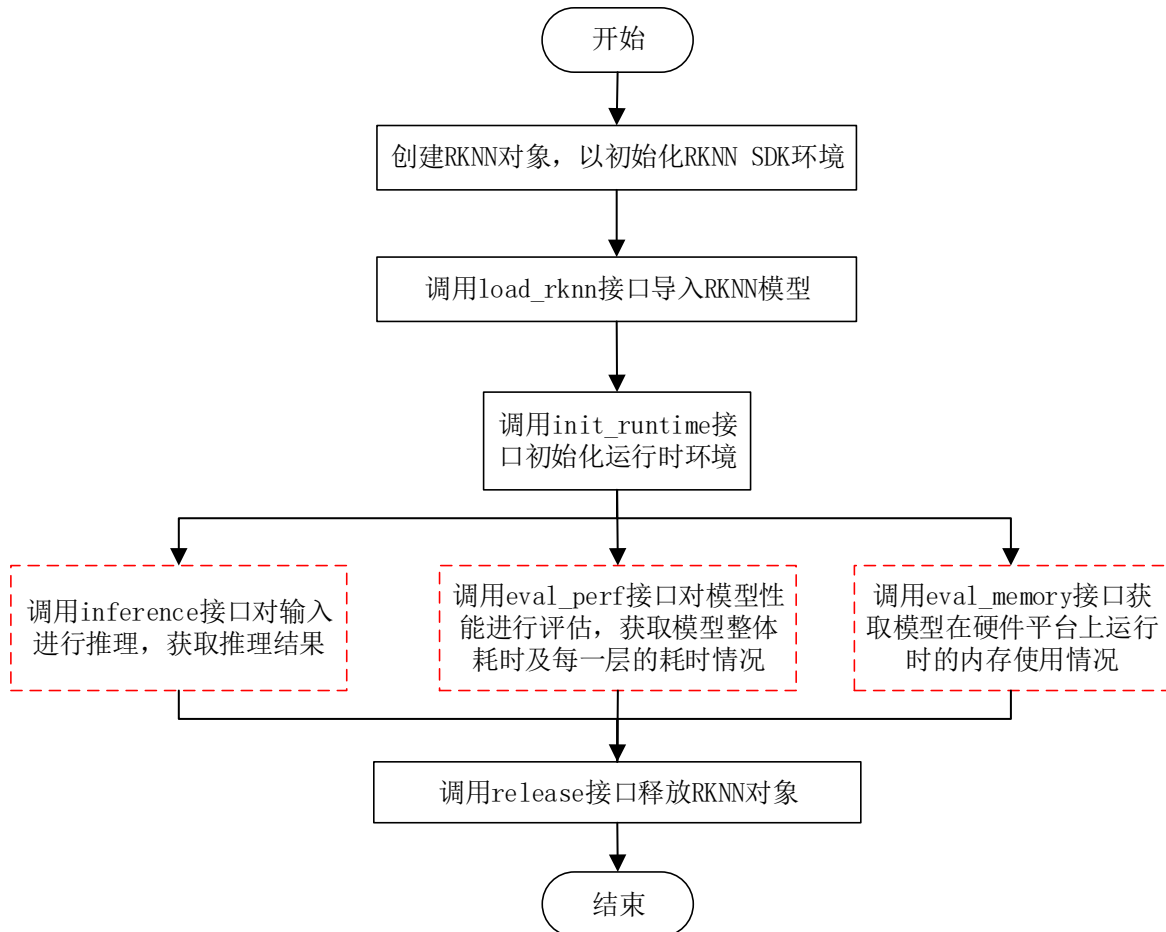 开始
创建RKNN对象，以初始化RKNN SDK环境
调用load_rknn接口导入RKNN模型
调用init_runtime接
口初始化运行时环境
调用inference接口对输入
进行推理，获取推理结果
调用eval_perf接口对模型性
能进行评估，获取模型整体
耗时及每一层的耗时情况
调用eval_memory接口获
取模型在硬件平台上运行
时的内存使用情况
调用release接口释放RKNN对象
结束